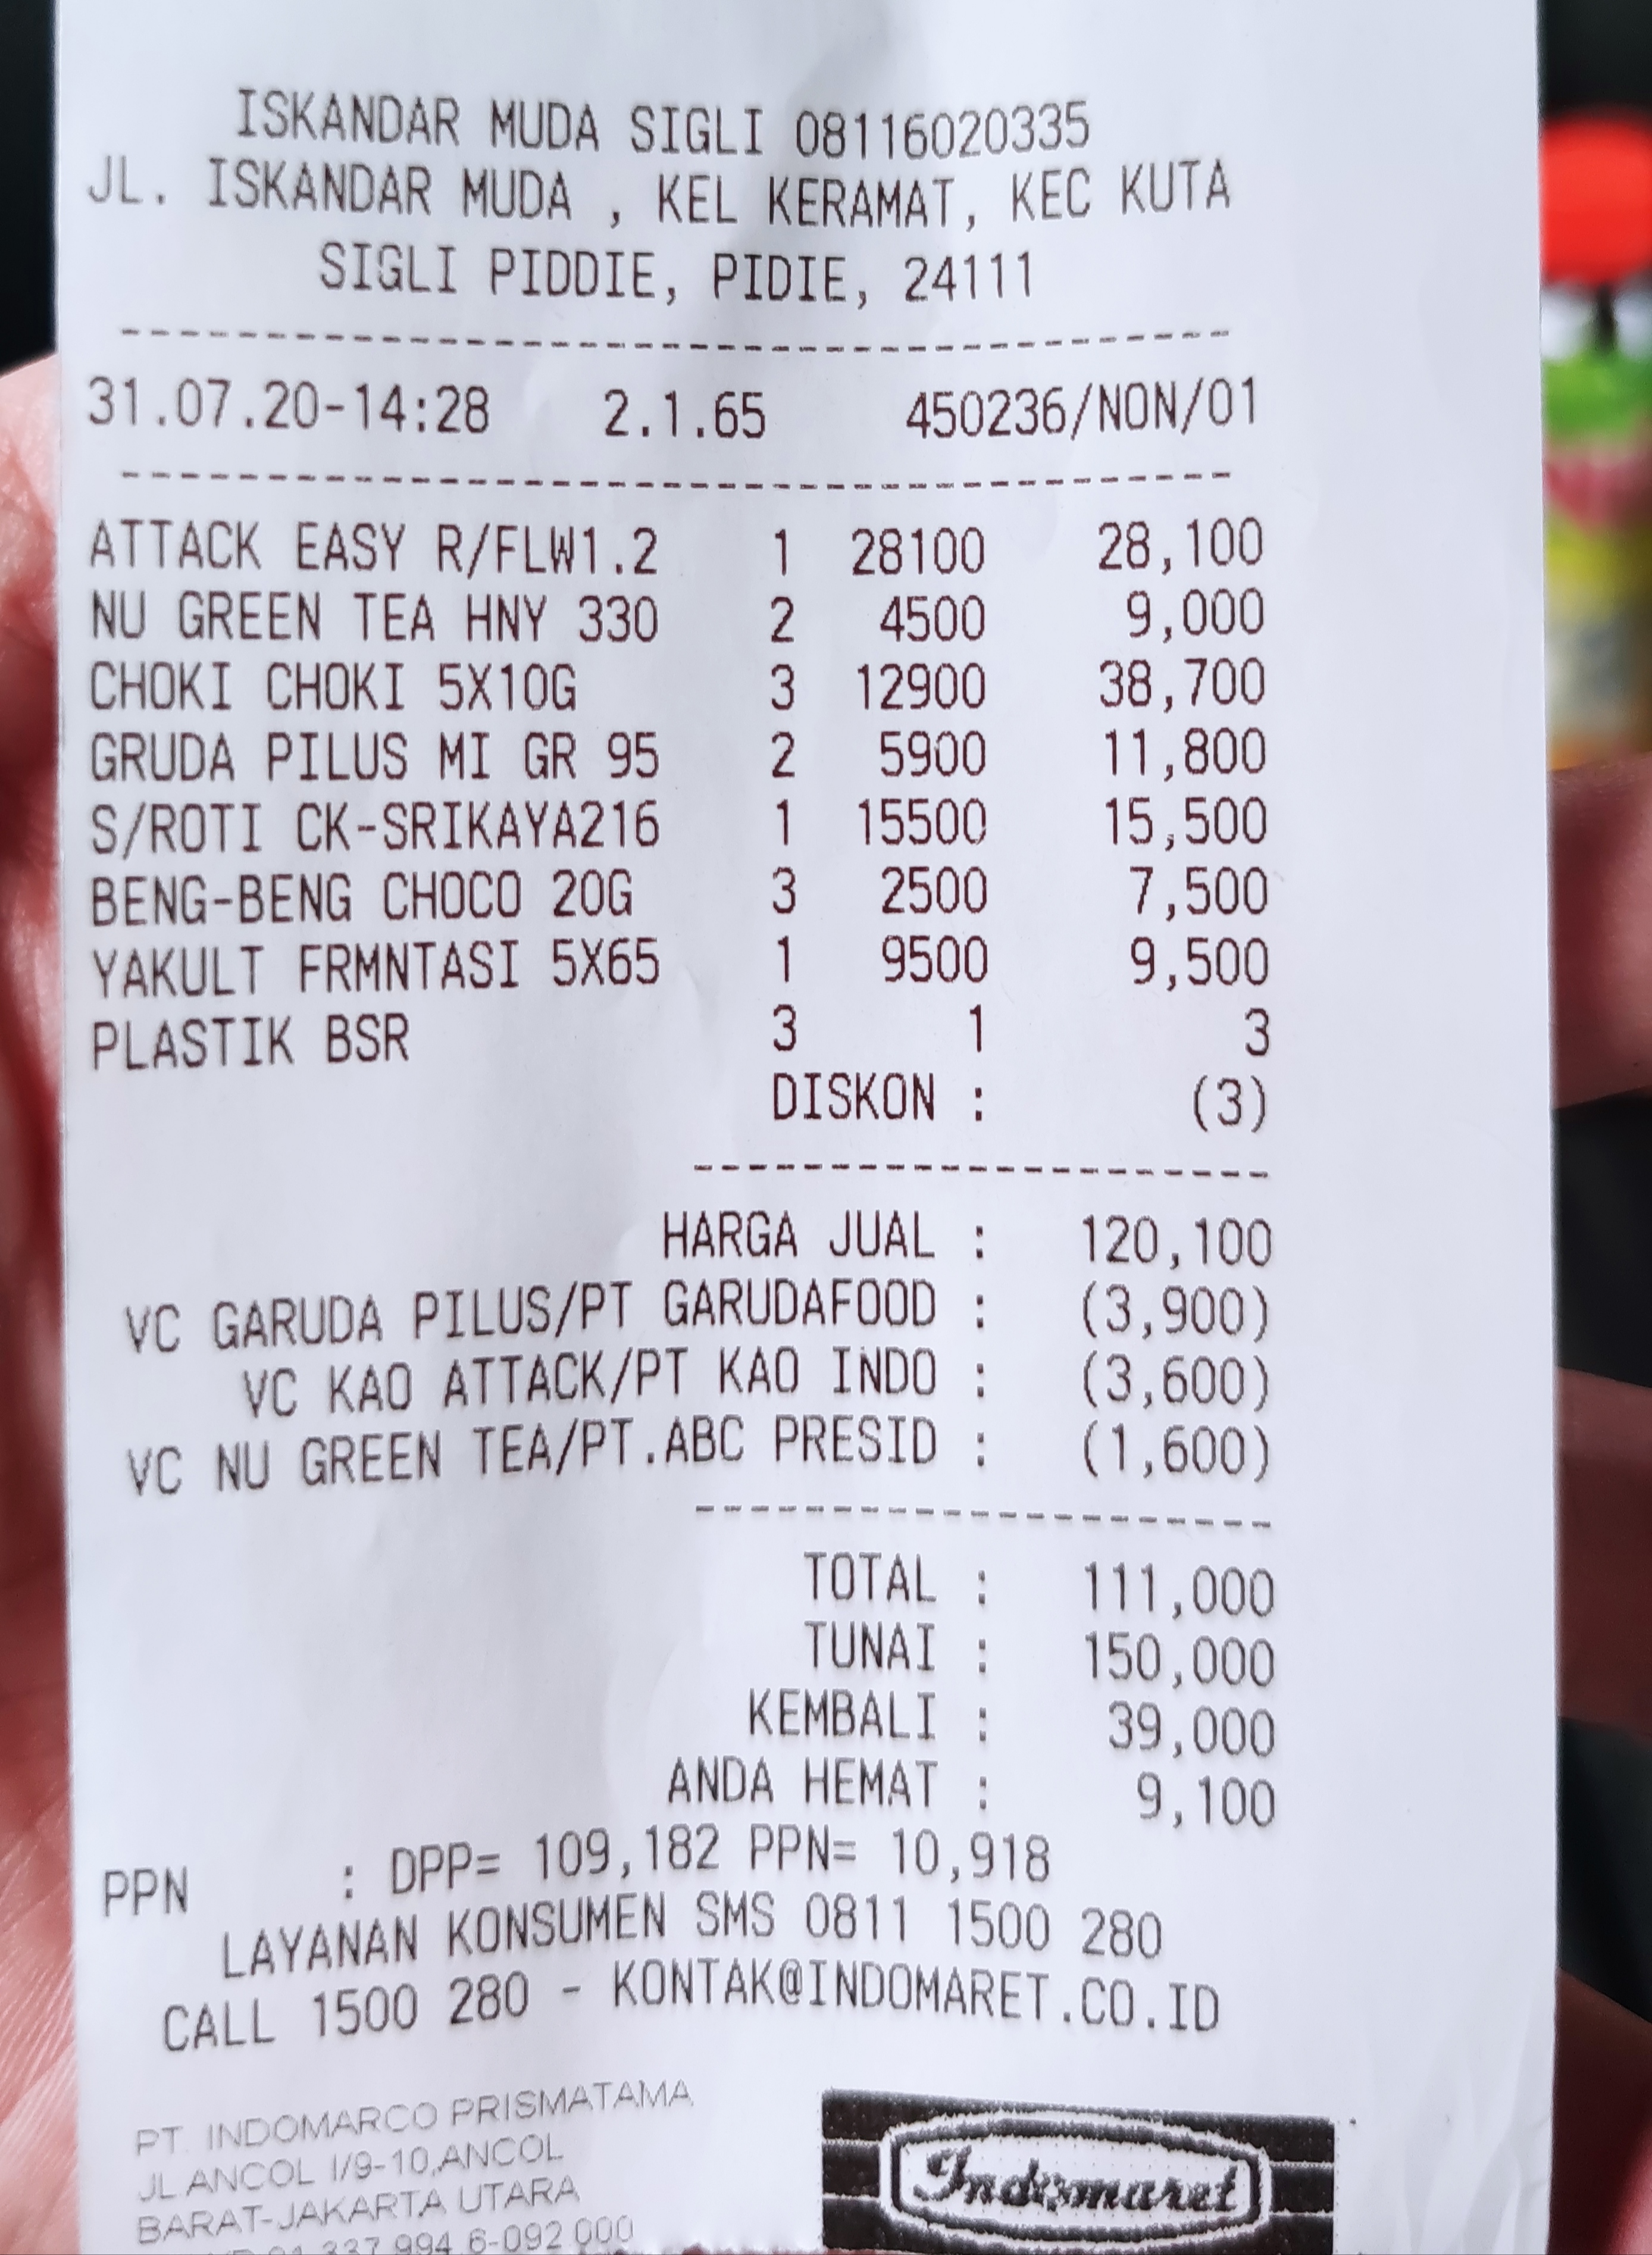 ISKANDAR MUDA SIGLI 08116020335
JL. ISKANDAR MUDA , KEL KERAMAT, KEC KUTA
SIGLI PIDDIE, PIDIE, 24111
31.07.20-14:28 2.1.65 450236/NON/01
ATTACK EASY R/FLW1.2 1 28100 28,100
NU GREEN TEA HNY 330 2 4500 9,000
CHOKI CHOKI 5X10G 3 12900 38,700
GRUDA PILUS MI GR 95 2 5900 11,800
S/ROTI CK-SRIKAYA216 1 15500 15,500
BENG-BENG CHOCO 20G 3 2500 7,500
YAKULT FRMNTASI 5X65 1 9500 9,500
PLASTIK BSR 3 1 3
DISKON : (3)
HARGA JUAL : 120,100
VC GARUDA PILUS/PT GARUDAFOOD : (3,900)
VC KAO ATTACK/PT KAO INDO : (3,600)
VC NU GREEN TEA/PT.ABC PRESID : (1,600)
TOTAL : 111,000
TUNAI : 150,000
KEMBALI : 39,000
ANDA HEMAT : 9,100
PPN : DPP= 109,182 PPN= 10,918
LAYANAN KONSUMEN SMS 0811 1500 280
CALL 1500 280 - KONTAK@INDOMARET.CO.ID
PT. INDOMARCO PRISMATAMA
JL ANCOL I/9-10,ANCOL
BARAT-JAKARTA UTARA
337 994 6-092 000
Indomaret